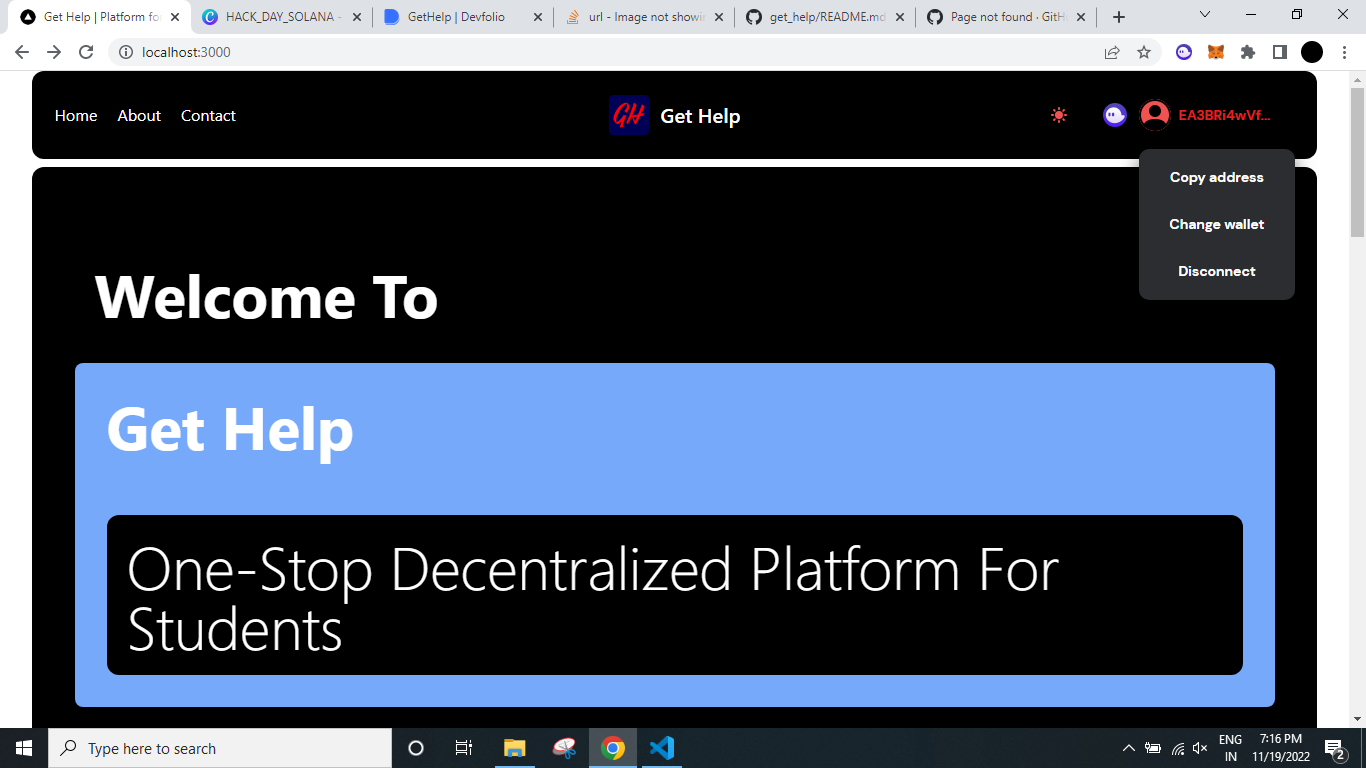 Get Help | Platform for
HACK_DAY_SOLANA -
GetHelp | Devfolio
url - Image not showin
get_help/README.md
Page not found · GitH
localhost:3000
Home
About
Contact
GH
Get Help
EA3BRi4wVf...
Copy address
Change wallet
Disconnect
Welcome To
Get Help
One-Stop Decentralized Platform For
Students
Type here to search
ENG
IN
7:16 PM
11/19/2022
2